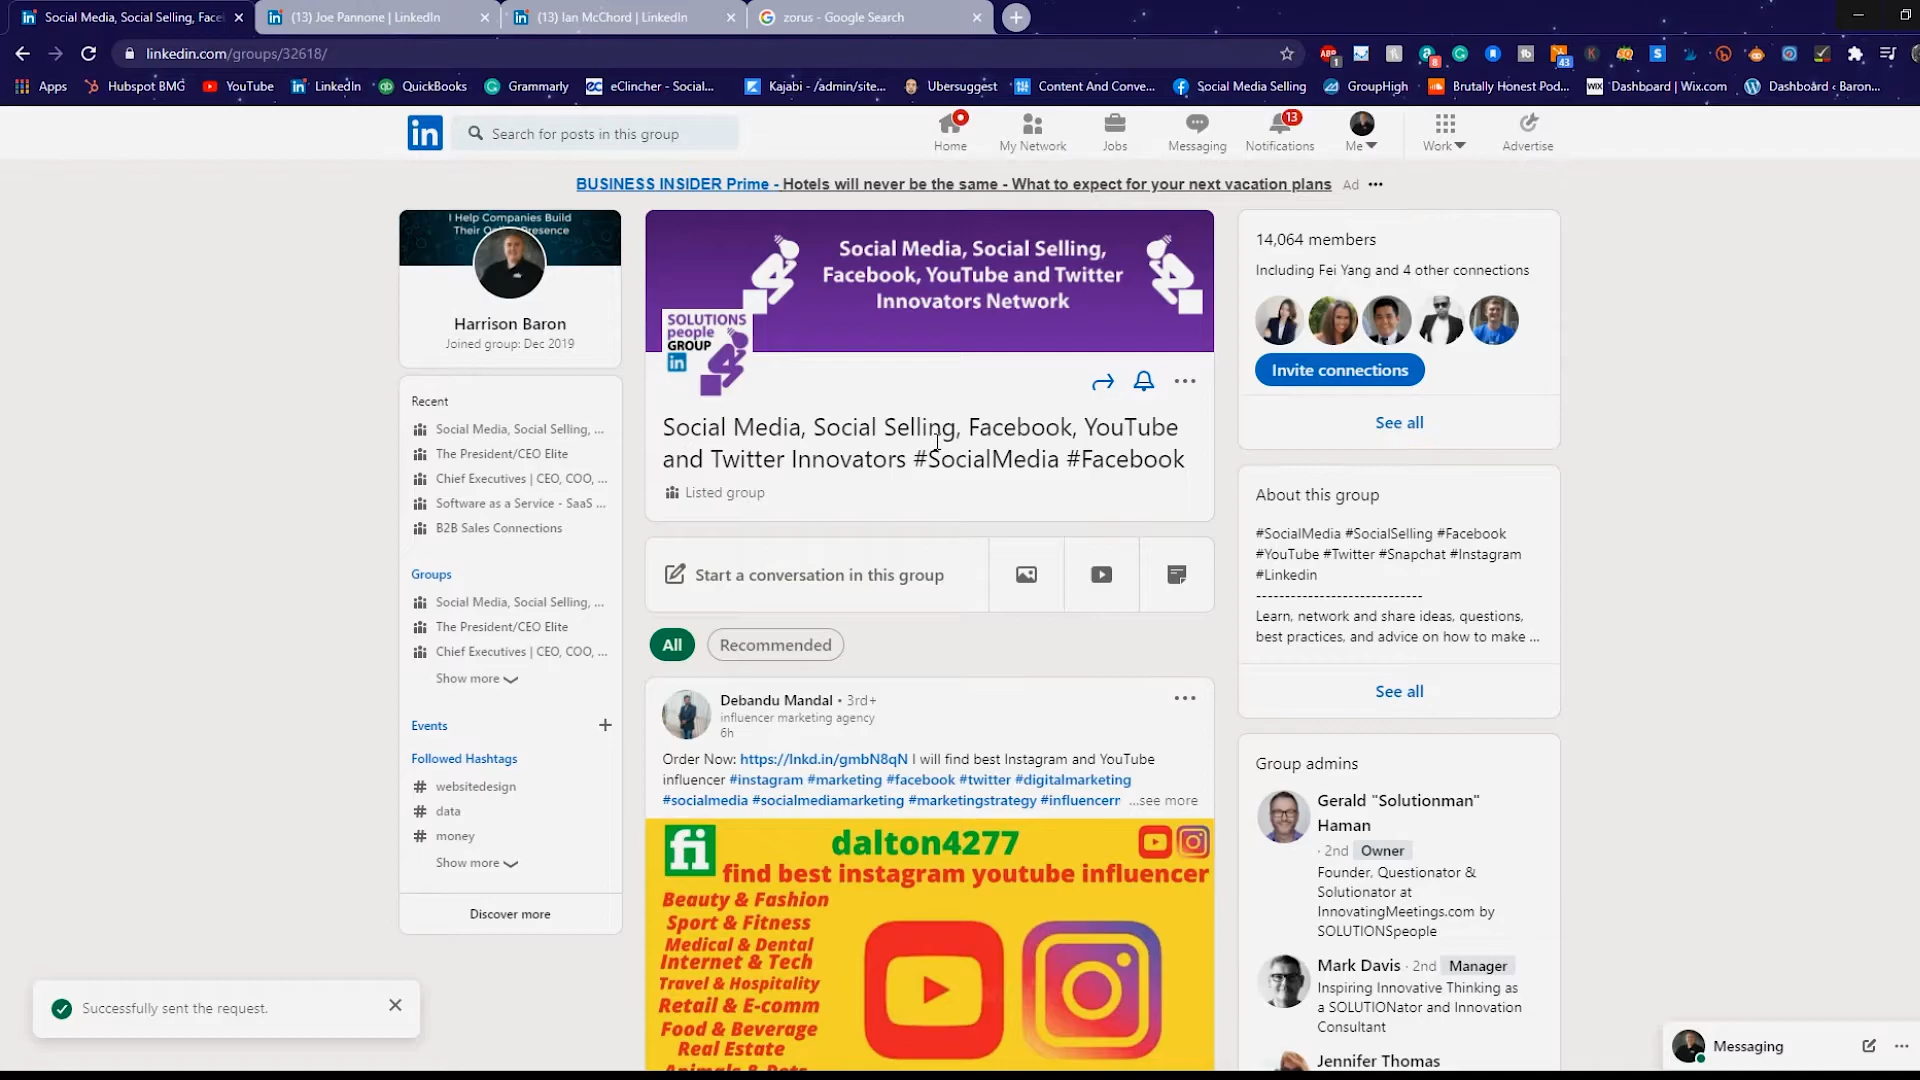 Social Media, Social Selling, Face
(13) Joe Pannone | LinkedIn
(13) Ian McChord | LinkedIn
zorus - Google Search
linkedin.com/groups/32618/
Apps
Hubspot BMG
YouTube
LinkedIn
QuickBooks
Grammarly
eClincher - Social...
Kajabi - /admin/site...
Ubersuggest
Content And Conve...
Social Media Selling
GroupHigh
Brutally Honest Pod...
Dashboard | Wix.com
Dashboard ‹ Baron...
Search for posts in this group
Home
My Network
Jobs
Messaging
13
Notifications
Me
Work
Advertise
BUSINESS INSIDER Prime - Hotels will never be the same - What to expect for your next vacation plans Ad
I Help Companies Build
Their Presence
Harrison Baron
Joined group: Dec 2019
Recent
Social Media, Social Selling, ...
The President/CEO Elite
Chief Executives | CEO, COO, ...
Software as a Service - SaaS ...
B2B Sales Connections
Groups
Social Media, Social Selling, ...
The President/CEO Elite
Chief Executives | CEO, COO, ...
Show more
Events
Followed Hashtags
# websitedesign
# data
# money
Show more
Discover more
Social Media, Social Selling,
Facebook, YouTube and Twitter
Innovators Network
SOLUTIONS
people
GROUP
in
Social Media, Social Selling, Facebook, YouTube
and Twitter Innovators #SocialMedia #Facebook
Listed group
Start a conversation in this group
All
Recommended
Debandu Mandal • 3rd+
influencer marketing agency
6h
Order Now: https://lnkd.in/gmbN8qN I will find best Instagram and YouTube
influencer #instagram #marketing #facebook #twitter #digitalmarketing
#socialmedia #socialmediamarketing #marketingstrategy #influencerr ...see more
fi
dalton4277
find best instagram youtube influencer
Beauty & Fashion
Sport & Fitness
Medical & Dental
Internet & Tech
Travel & Hospitality
Retail & E-comm
Food & Beverage
Real Estate
14,064 members
Including Fei Yang and 4 other connections
Invite connections
See all
About this group
#SocialMedia #SocialSelling #Facebook
#YouTube #Twitter #Snapchat #Instagram
#Linkedin
-----------------------------
Learn, network and share ideas, questions,
best practices, and advice on how to make ...
See all
Group admins
Gerald "Solutionman"
Haman
· 2nd Owner
Founder, Questionator &
Solutionator at
InnovatingMeetings.com by
SOLUTIONSpeople
Mark Davis · 2nd Manager
Inspiring Innovative Thinking as
a SOLUTIONator and Innovation
Consultant
Jennifer Thomas
Successfully sent the request.
Messaging